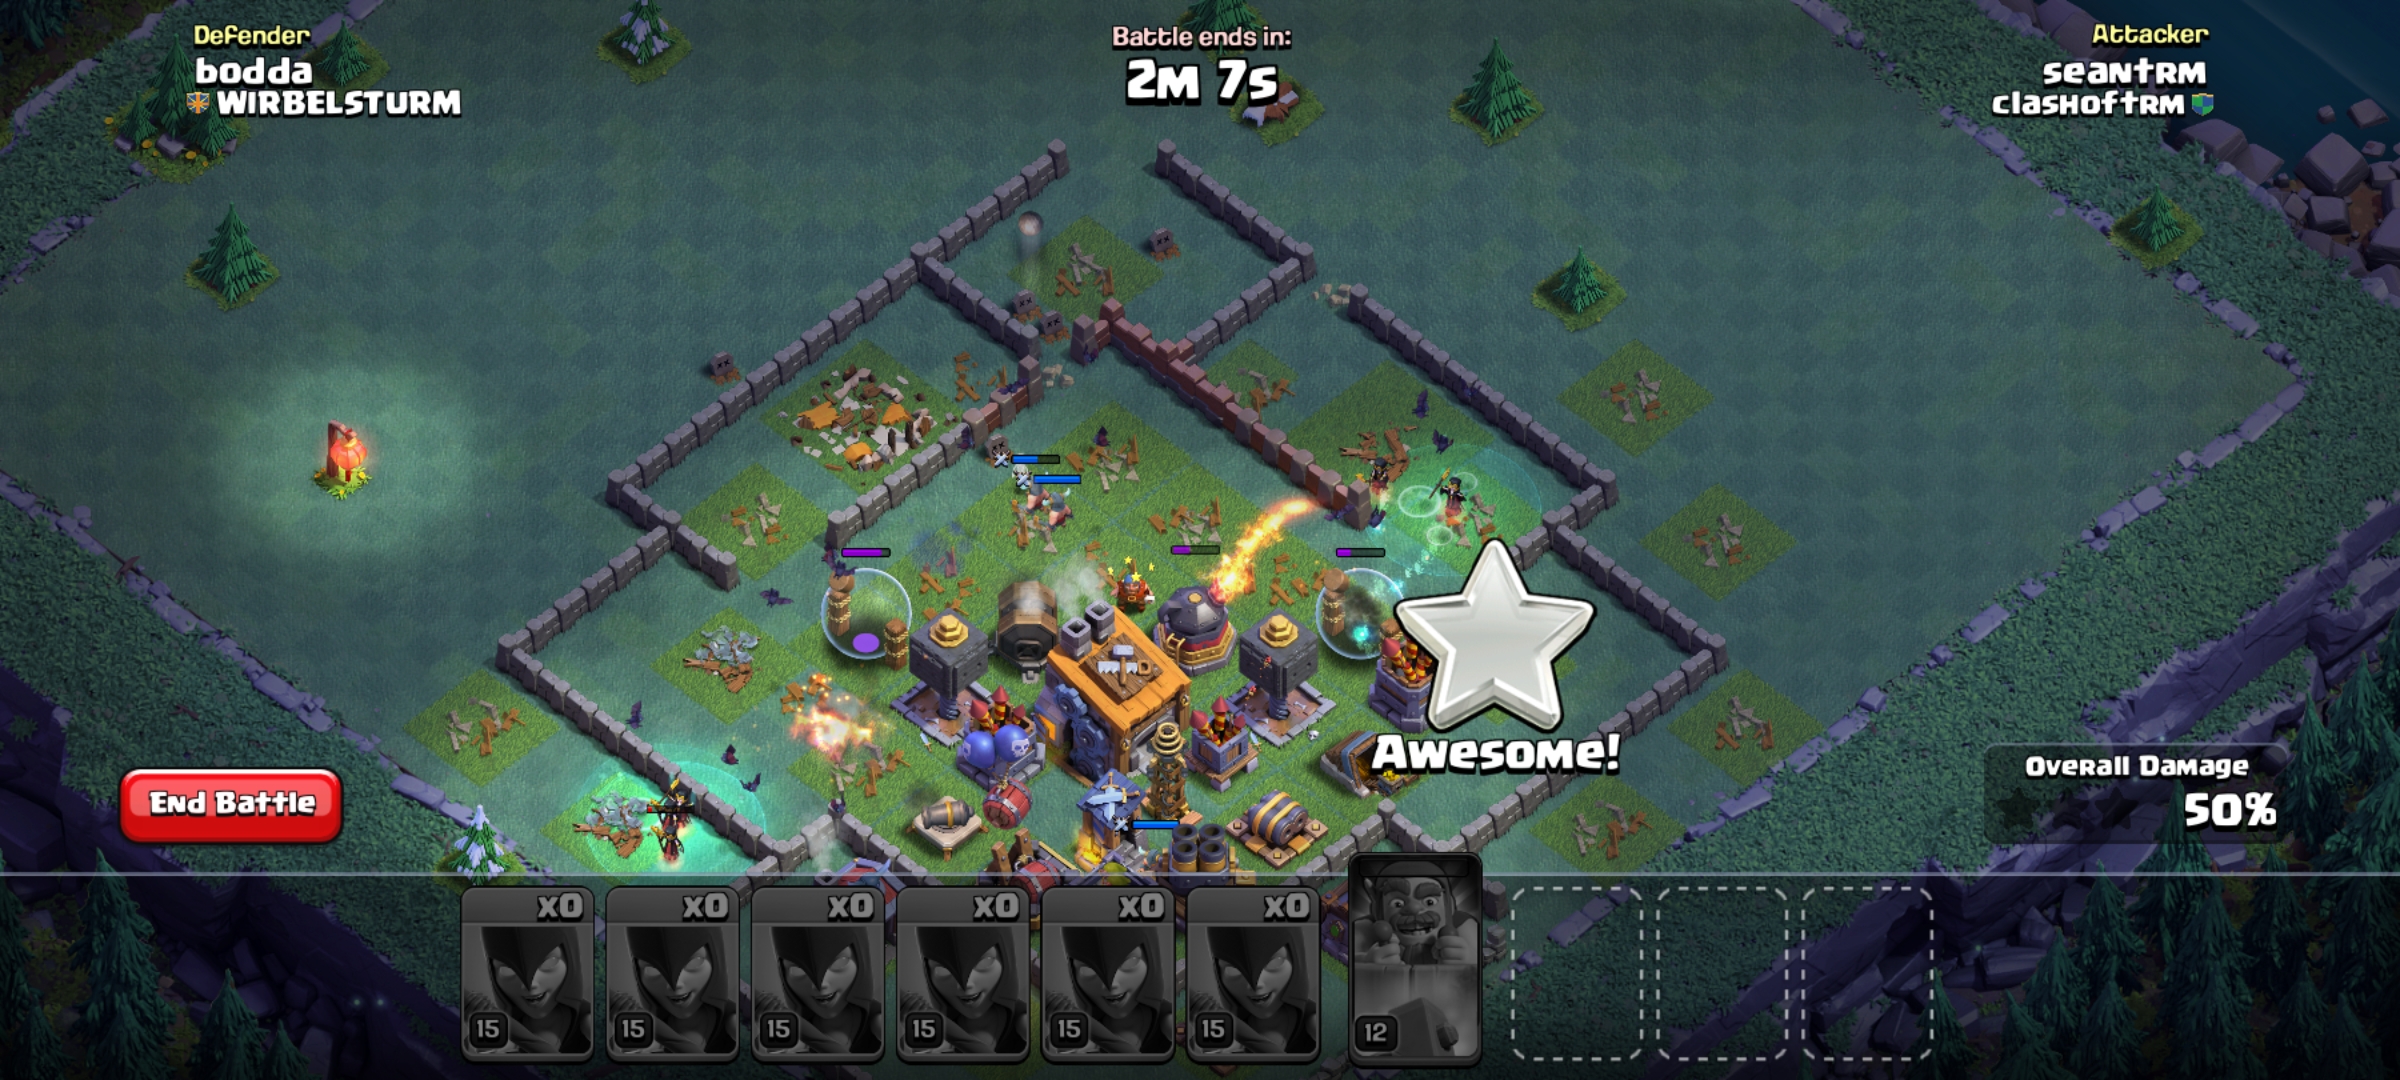 Defender
bodda
WIRBELSTURM
Battle ends in:
2M 7s
Attacker
seantRM
clashoftRM
Awesome!
Overall Damage
50%
End Battle
x0
x0
x0
x0
x0
x0
15
15
15
15
15
15
12